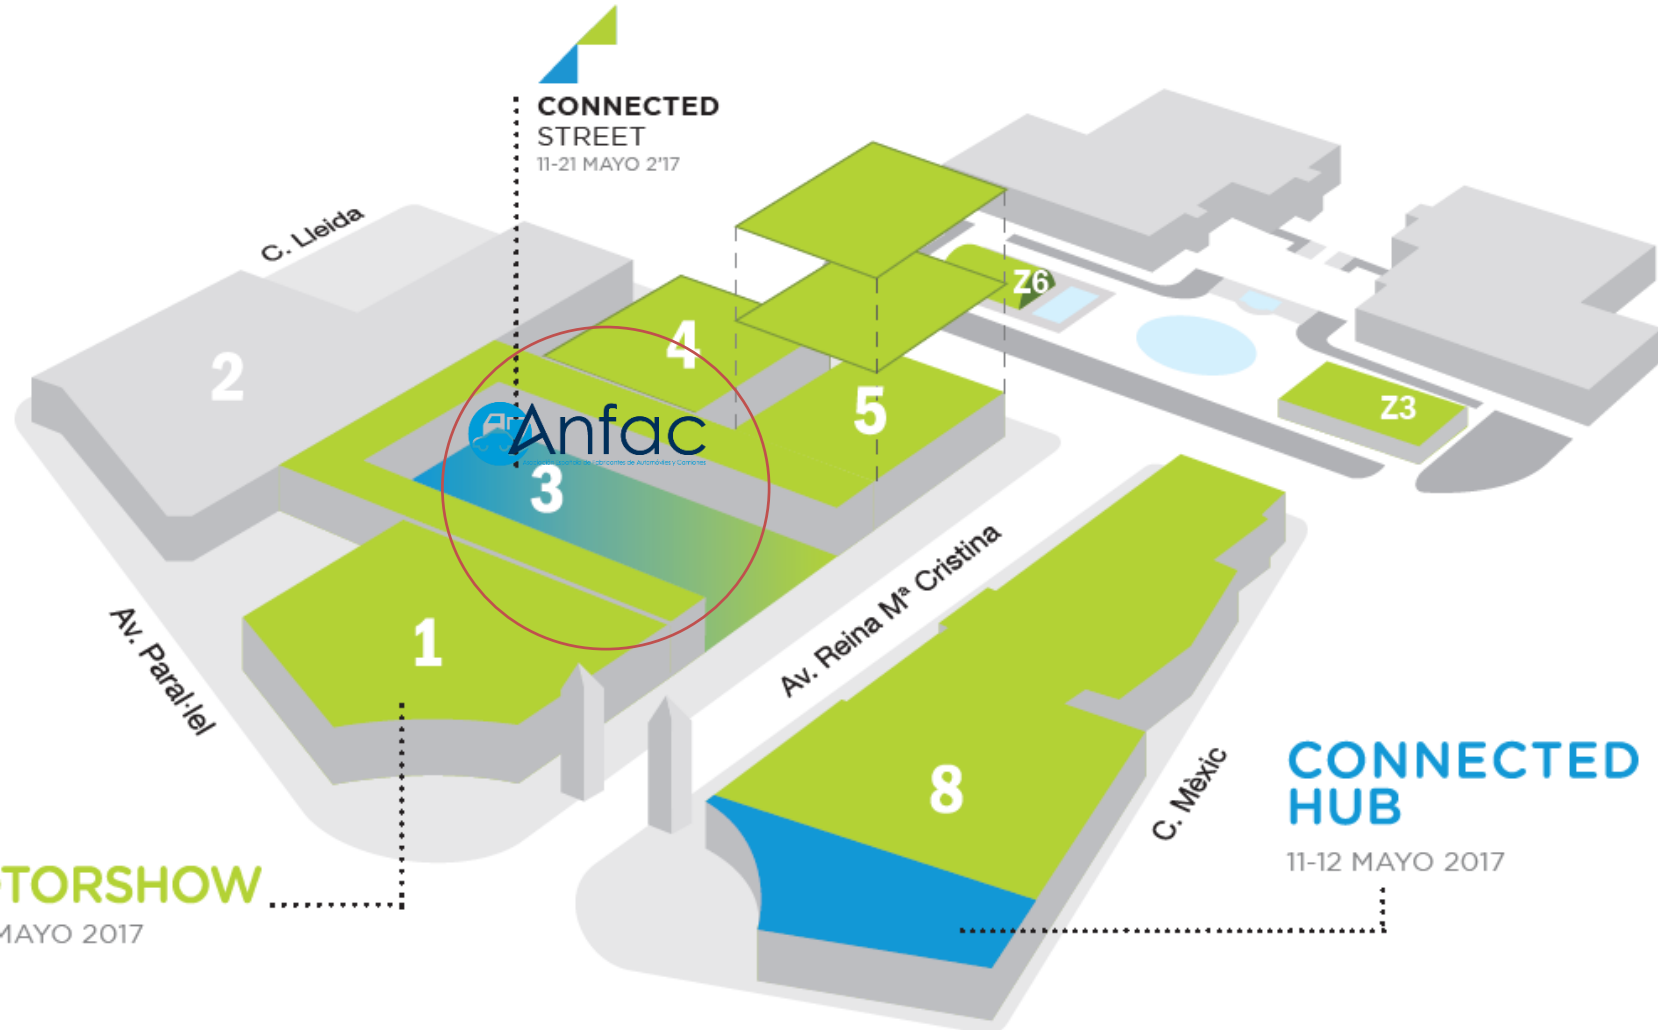 CONNECTED
STREET
11-21 MAYO 2'17
C. Lleida
Z6
2
4
5
Z3
Anfac
3
Av. Reina Mª Cristina
Av. Paral·lel
1
8
C. Mèxic
CONNECTED
HUB
11-12 MAYO 2017
TORSHOW
MAYO 2017